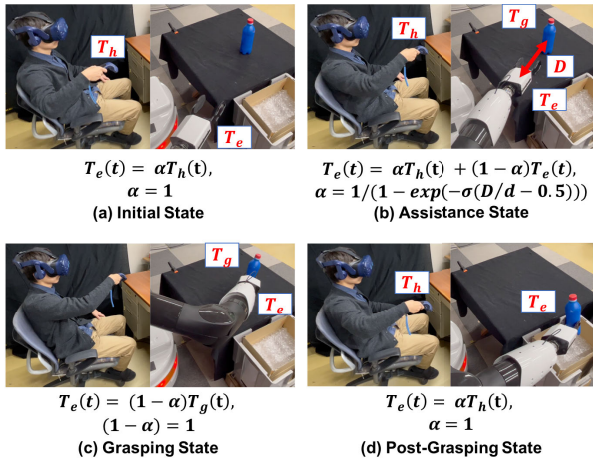 T_h
T_e
T_h
T_g
D
T_e
T_e(t) = αT_h(t),
α = 1
(a) Initial State
T_e(t) = αT_h(t) + (1 − α)T_e(t),
α = 1/(1 − exp(−σ(D/d − 0.5)))
(b) Assistance State
T_g
T_e
T_h
T_e
T_e(t) = (1 − α)T_g(t),
(1 − α) = 1
(c) Grasping State
T_e(t) = αT_h(t),
α = 1
(d) Post-Grasping State